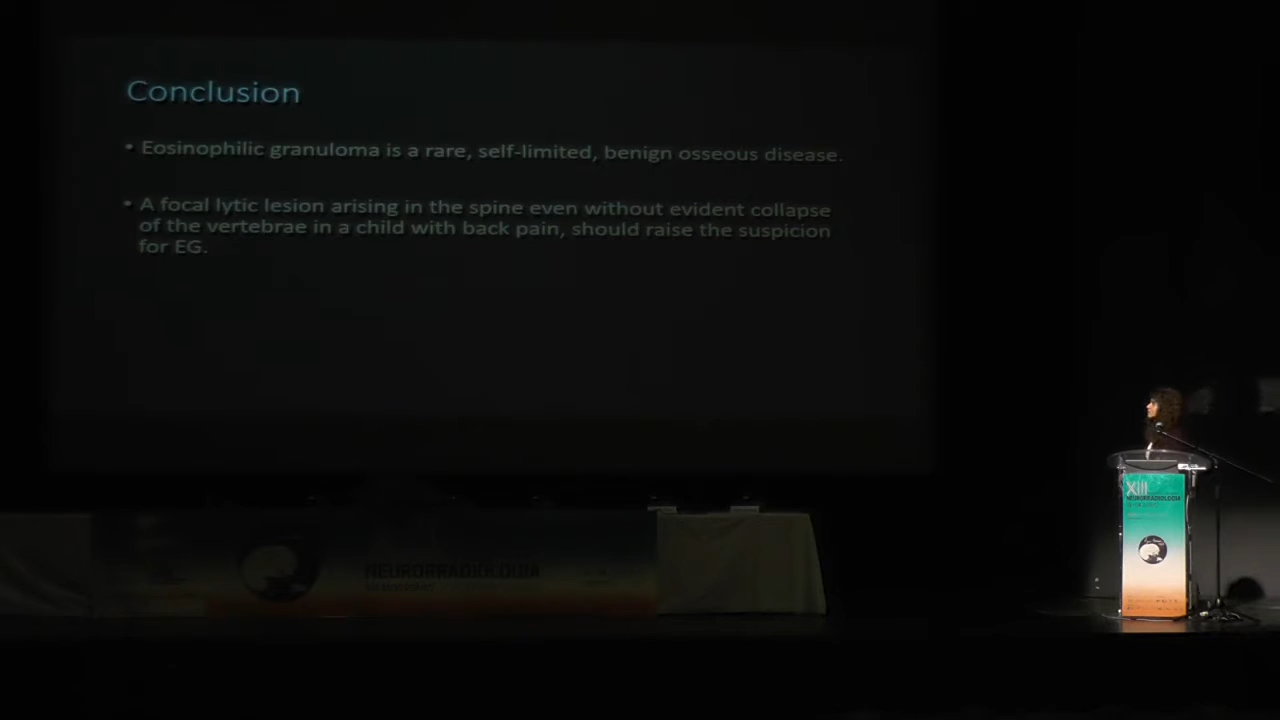 Conclusion
• Eosinophilic granuloma is a rare, self-limited, benign osseous disease.
• A focal lytic lesion arising in the spine even without evident collapse
of the vertebrae in a child with back pain, should raise the suspicion
for EG.
XIII
NEURORRADIOLOGIA
NEURORRADIOLOGIA